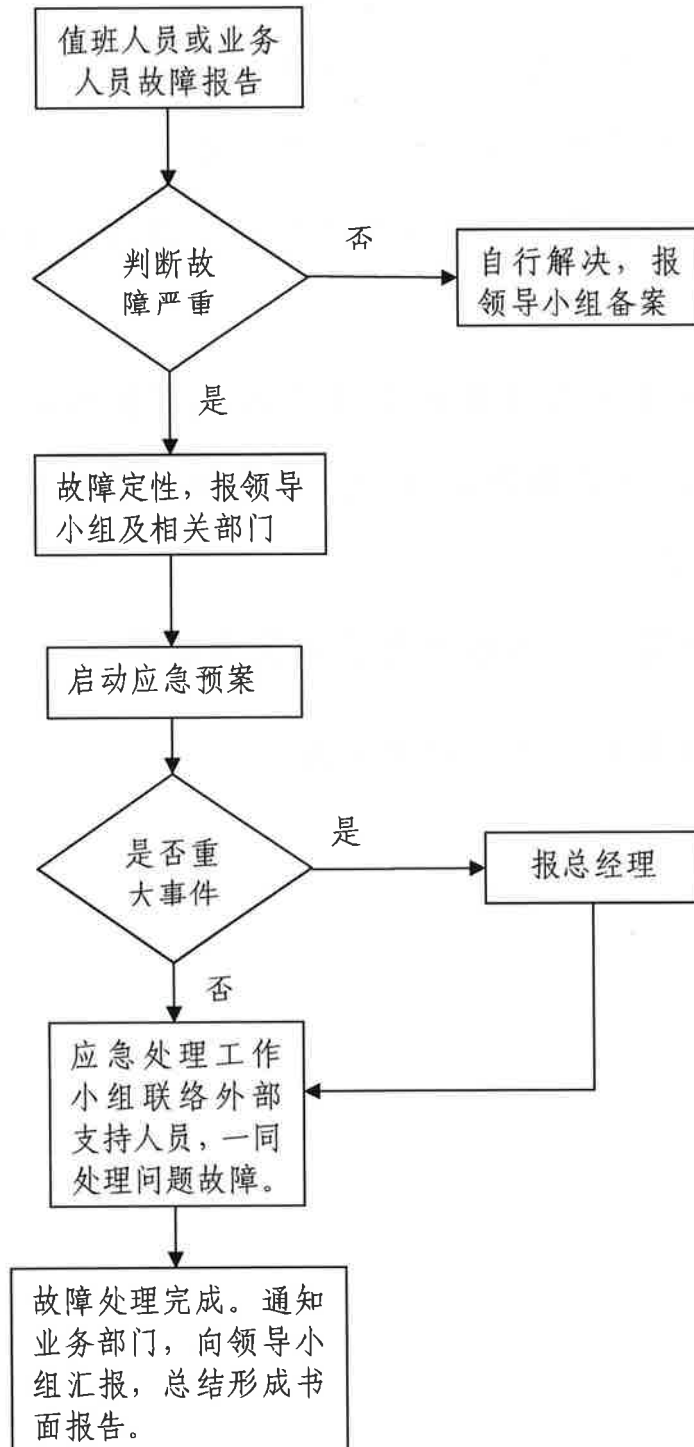 值班人员或业务
人员故障报告
判断故
障严重
否
自行解决，报
领导小组备案
是
故障定性，报领导
小组及相关部门
启动应急预案
是否重
大事件
是
报总经理
否
应急处理工作
小组联络外部
支持人员，一同
处理问题故障。
故障处理完成。通知
业务部门，向领导小
组汇报，总结形成书
面报告。